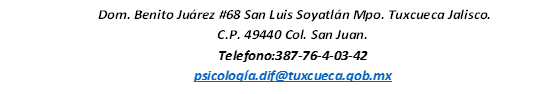 Dom. Benito Juárez #68 San Luis Soyatlán Mpo. Tuxcueca Jalisco.
C.P. 49440 Col. San Juan.
Telefono:387-76-4-03-42
psicología.dif@tuxcueca.gob.mx